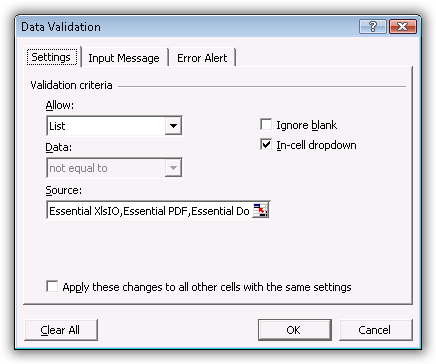 Data Validation
Settings Input Message Error Alert
Validation criteria
Allow:
List
Ignore blank
Data:
In-cell dropdown
not equal to
Source:
Essential XlsIO,Essential PDF,Essential Do
Apply these changes to all other cells with the same settings
Clear All OK Cancel